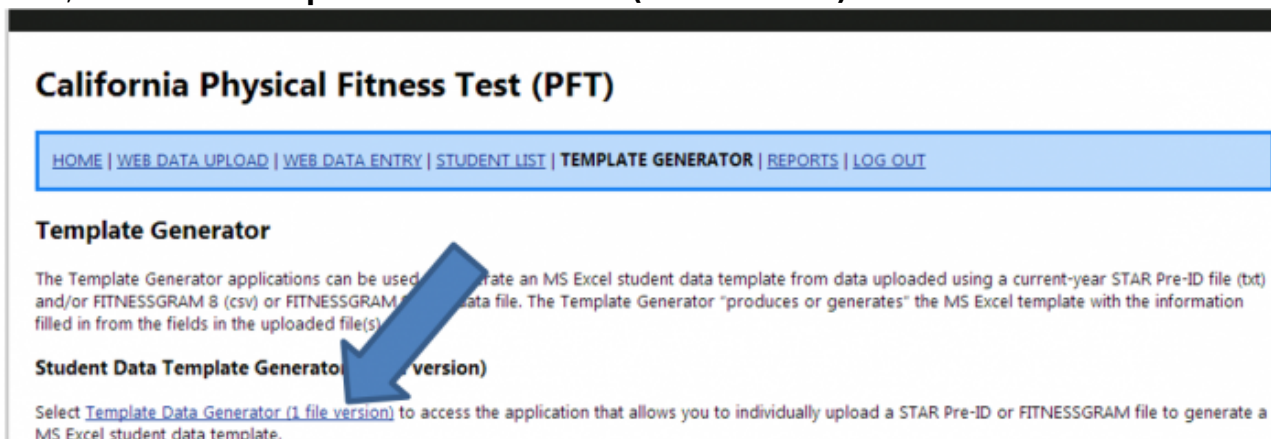 California Physical Fitness Test (PFT)
HOME | WEB DATA UPLOAD | WEB DATA ENTRY | STUDENT LIST | TEMPLATE GENERATOR | REPORTS | LOG OUT
Template Generator
The Template Generator applications can be used rate an MS Excel student data template from data uploaded using a current-year STAR Pre-ID file (txt)
and/or FITNESSGRAM 8 (csv) or FITNESSGRAM data file. The Template Generator "produces or generates" the MS Excel template with the information
filled in from the fields in the uploaded file(s)
Student Data Template Generator version)
Select Template Data Generator (1 file version) to access the application that allows you to individually upload a STAR Pre-ID or FITNESSGRAM file to generate a
MS Excel student data template.